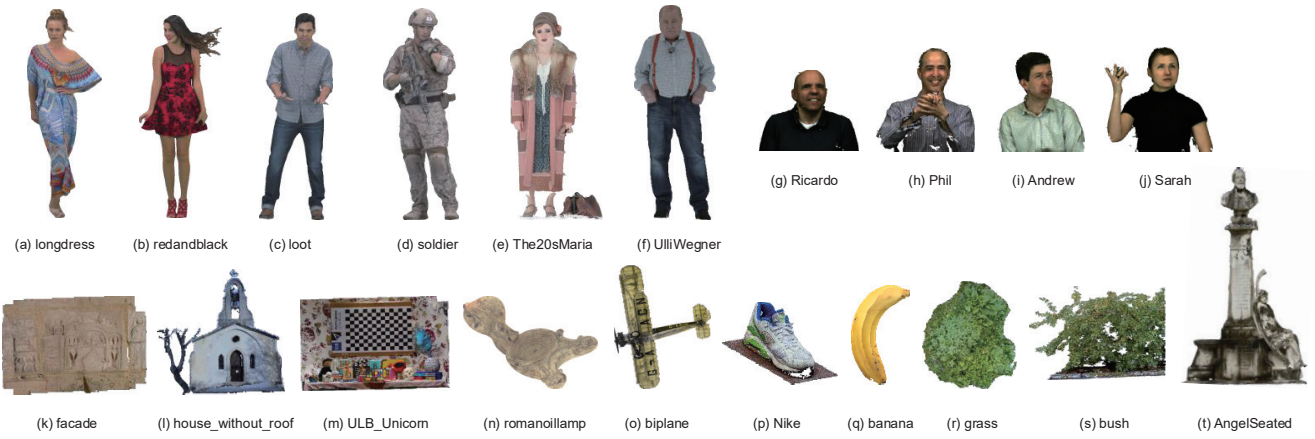 (g) Ricardo
(h) Phil
(i) Andrew
(j) Sarah
(a) longdress
(b) redandblack
(c) loot
(d) soldier
(e) The20sMaria
(f) UlliWegner
(k) facade
(l) house_without_roof
(m) ULB_Unicorn
(n) romanoillamp
(o) biplane
(p) Nike
(q) banana
(r) grass
(s) bush
(t) AngelSeated